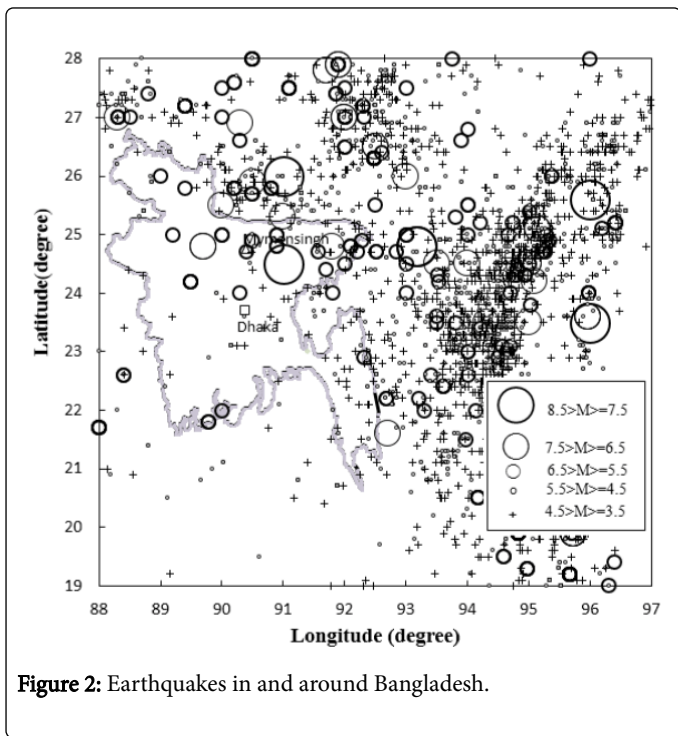 28
27
26
25
24
23
22
21
20
19
Latitude(degree)
Mymensingh
Dhaka
8.5>M>=7.5
7.5>M>=6.5
6.5>M>=5.5
5.5>M>=4.5
4.5>M>=3.5
88 89 90 91 92 93 94 95 96 97
Longitude (degree)
Figure 2: Earthquakes in and around Bangladesh.